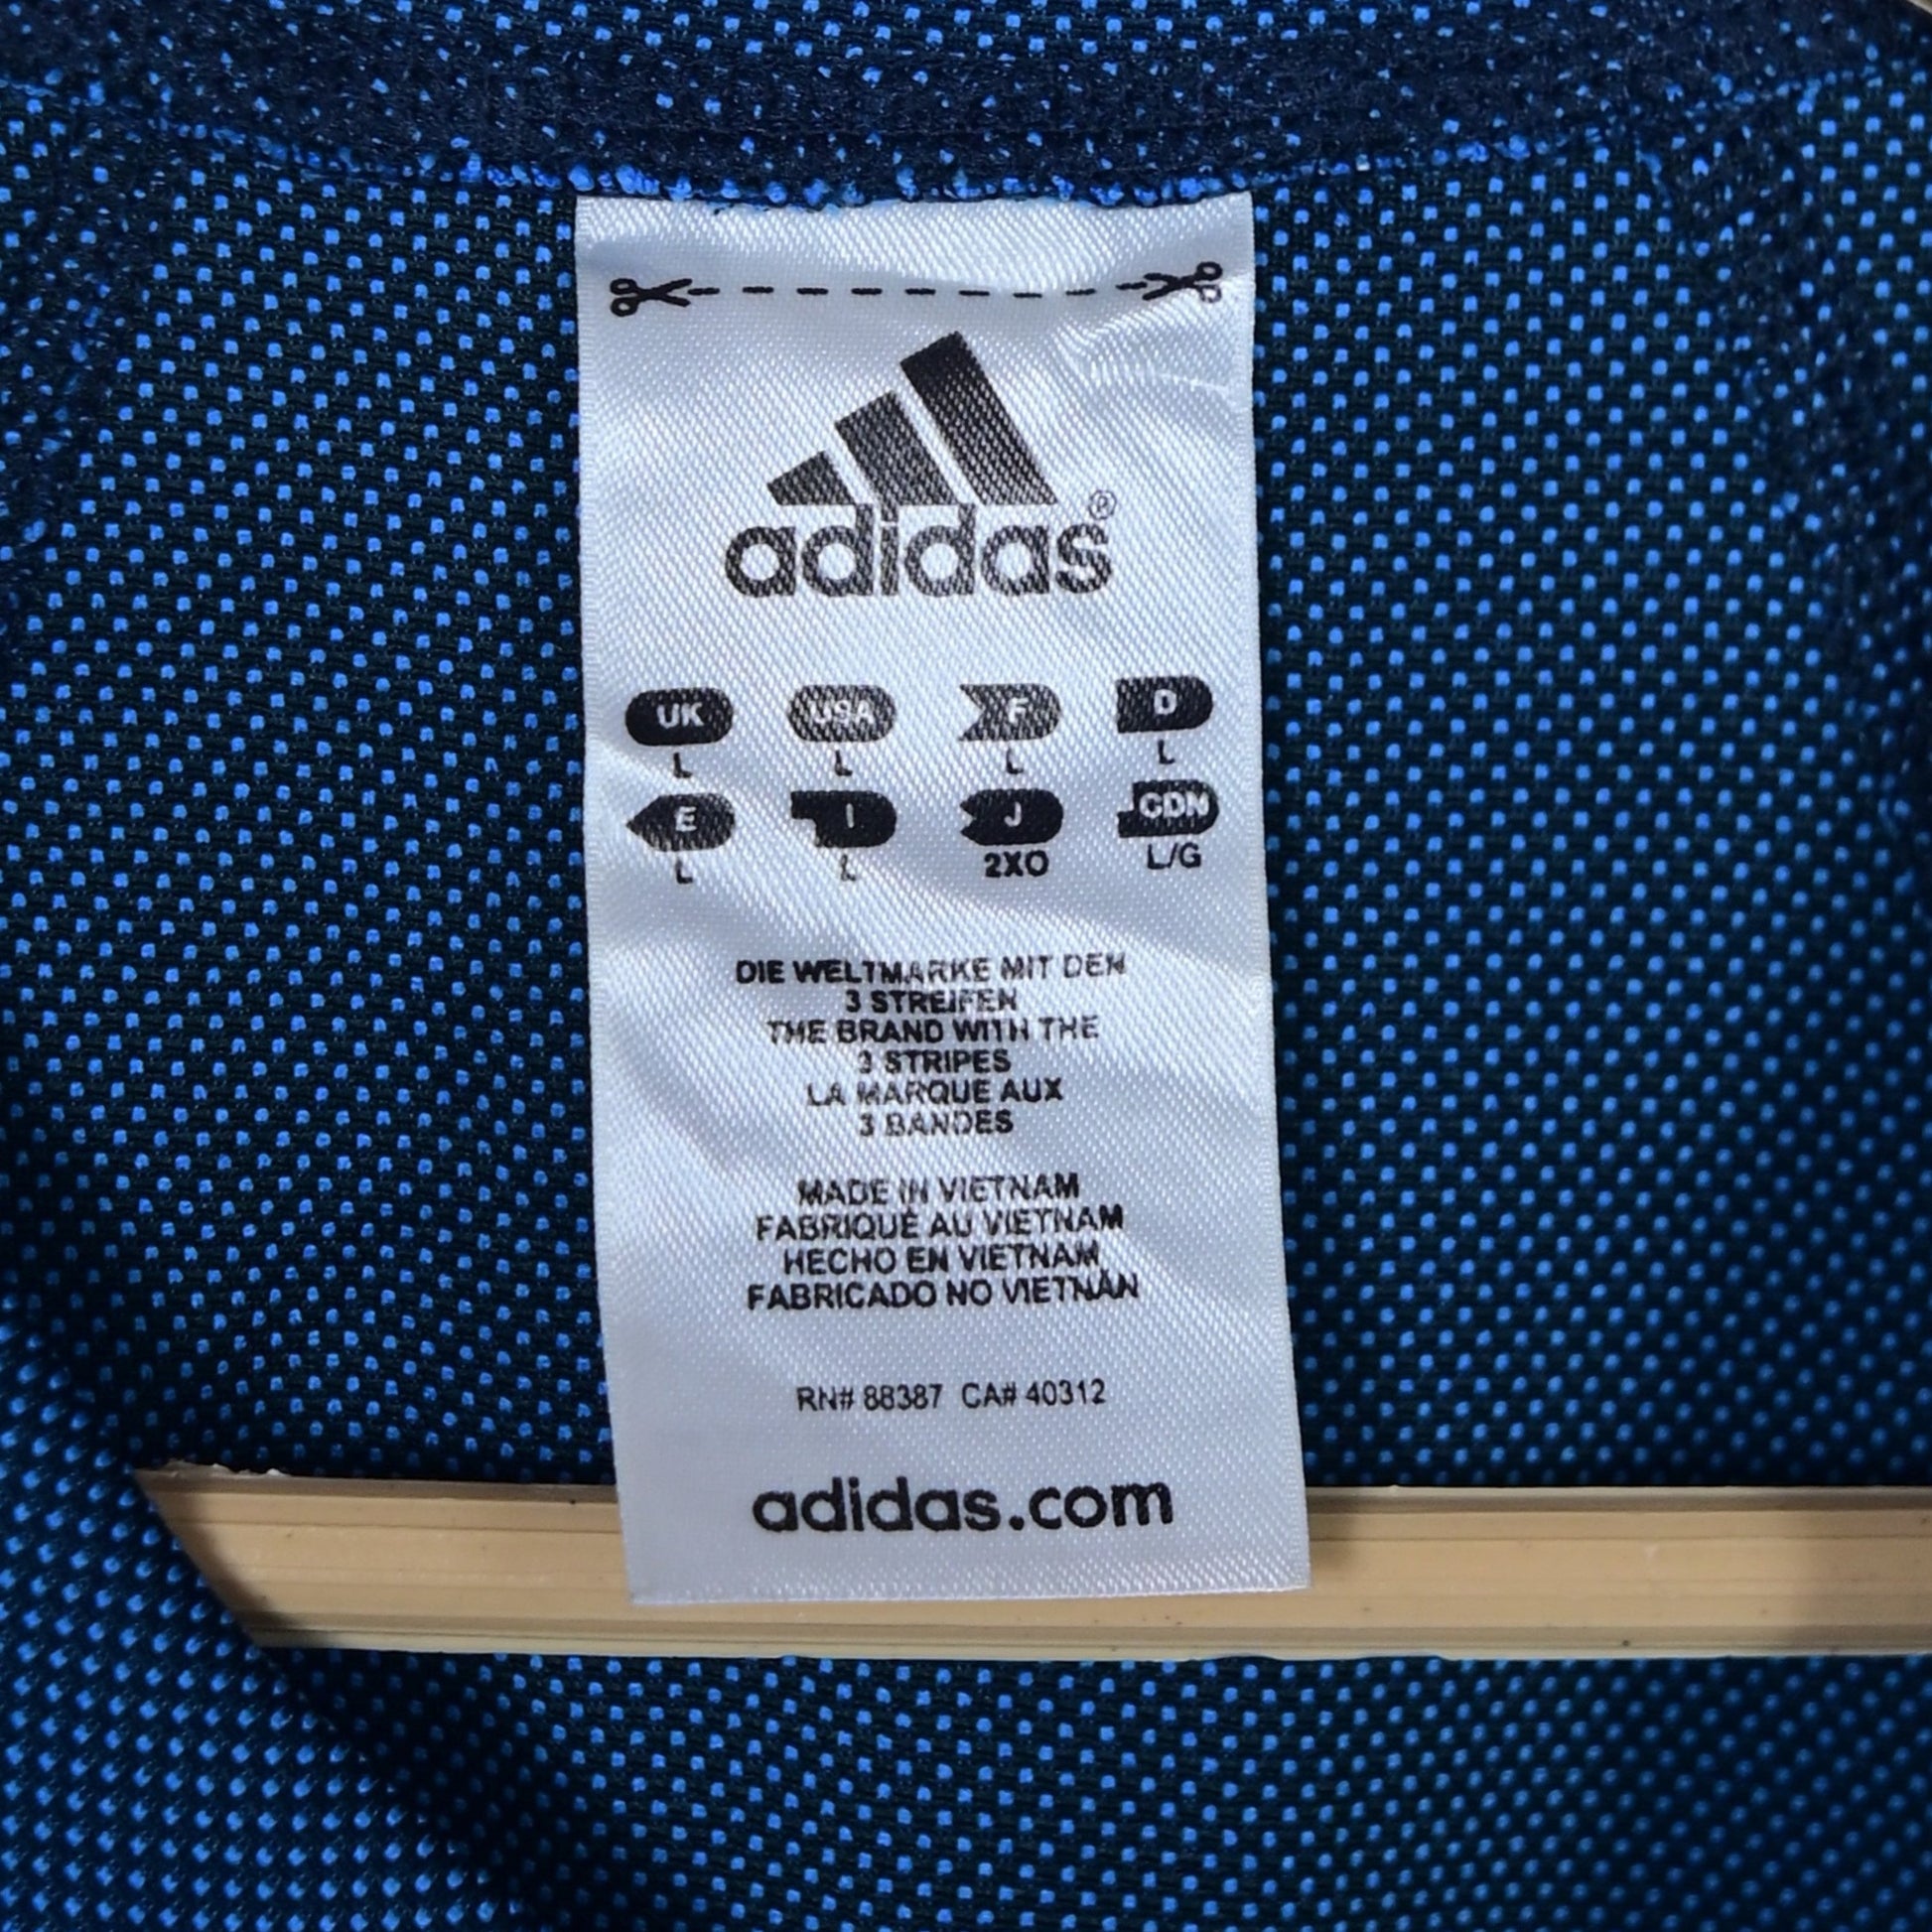 adidas®
UK USA F D
L L L L
E I J CDN
L L 2XO L/G
DIE WELTMARKE MIT DEN
3 STREIFEN
THE BRAND WITH THE
3 STRIPES
LA MARQUE AUX
3 BANDES
MADE IN VIETNAM
FABRIQUÉ AU VIETNAM
HECHO EN VIETNAM
FABRICADO NO VIETNÃN
RN# 88387 CA# 40312
adidas.com